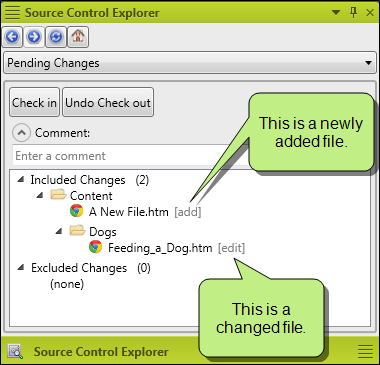 Source Control Explorer
Pending Changes
Check in Undo Check out
Comment:
Enter a comment
This is a newly
added file.
Included Changes (2)
Content
A New File.htm [add]
Dogs
Feeding_a_Dog.htm [edit]
Excluded Changes (0)
(none)
This is a
changed file.
Source Control Explorer